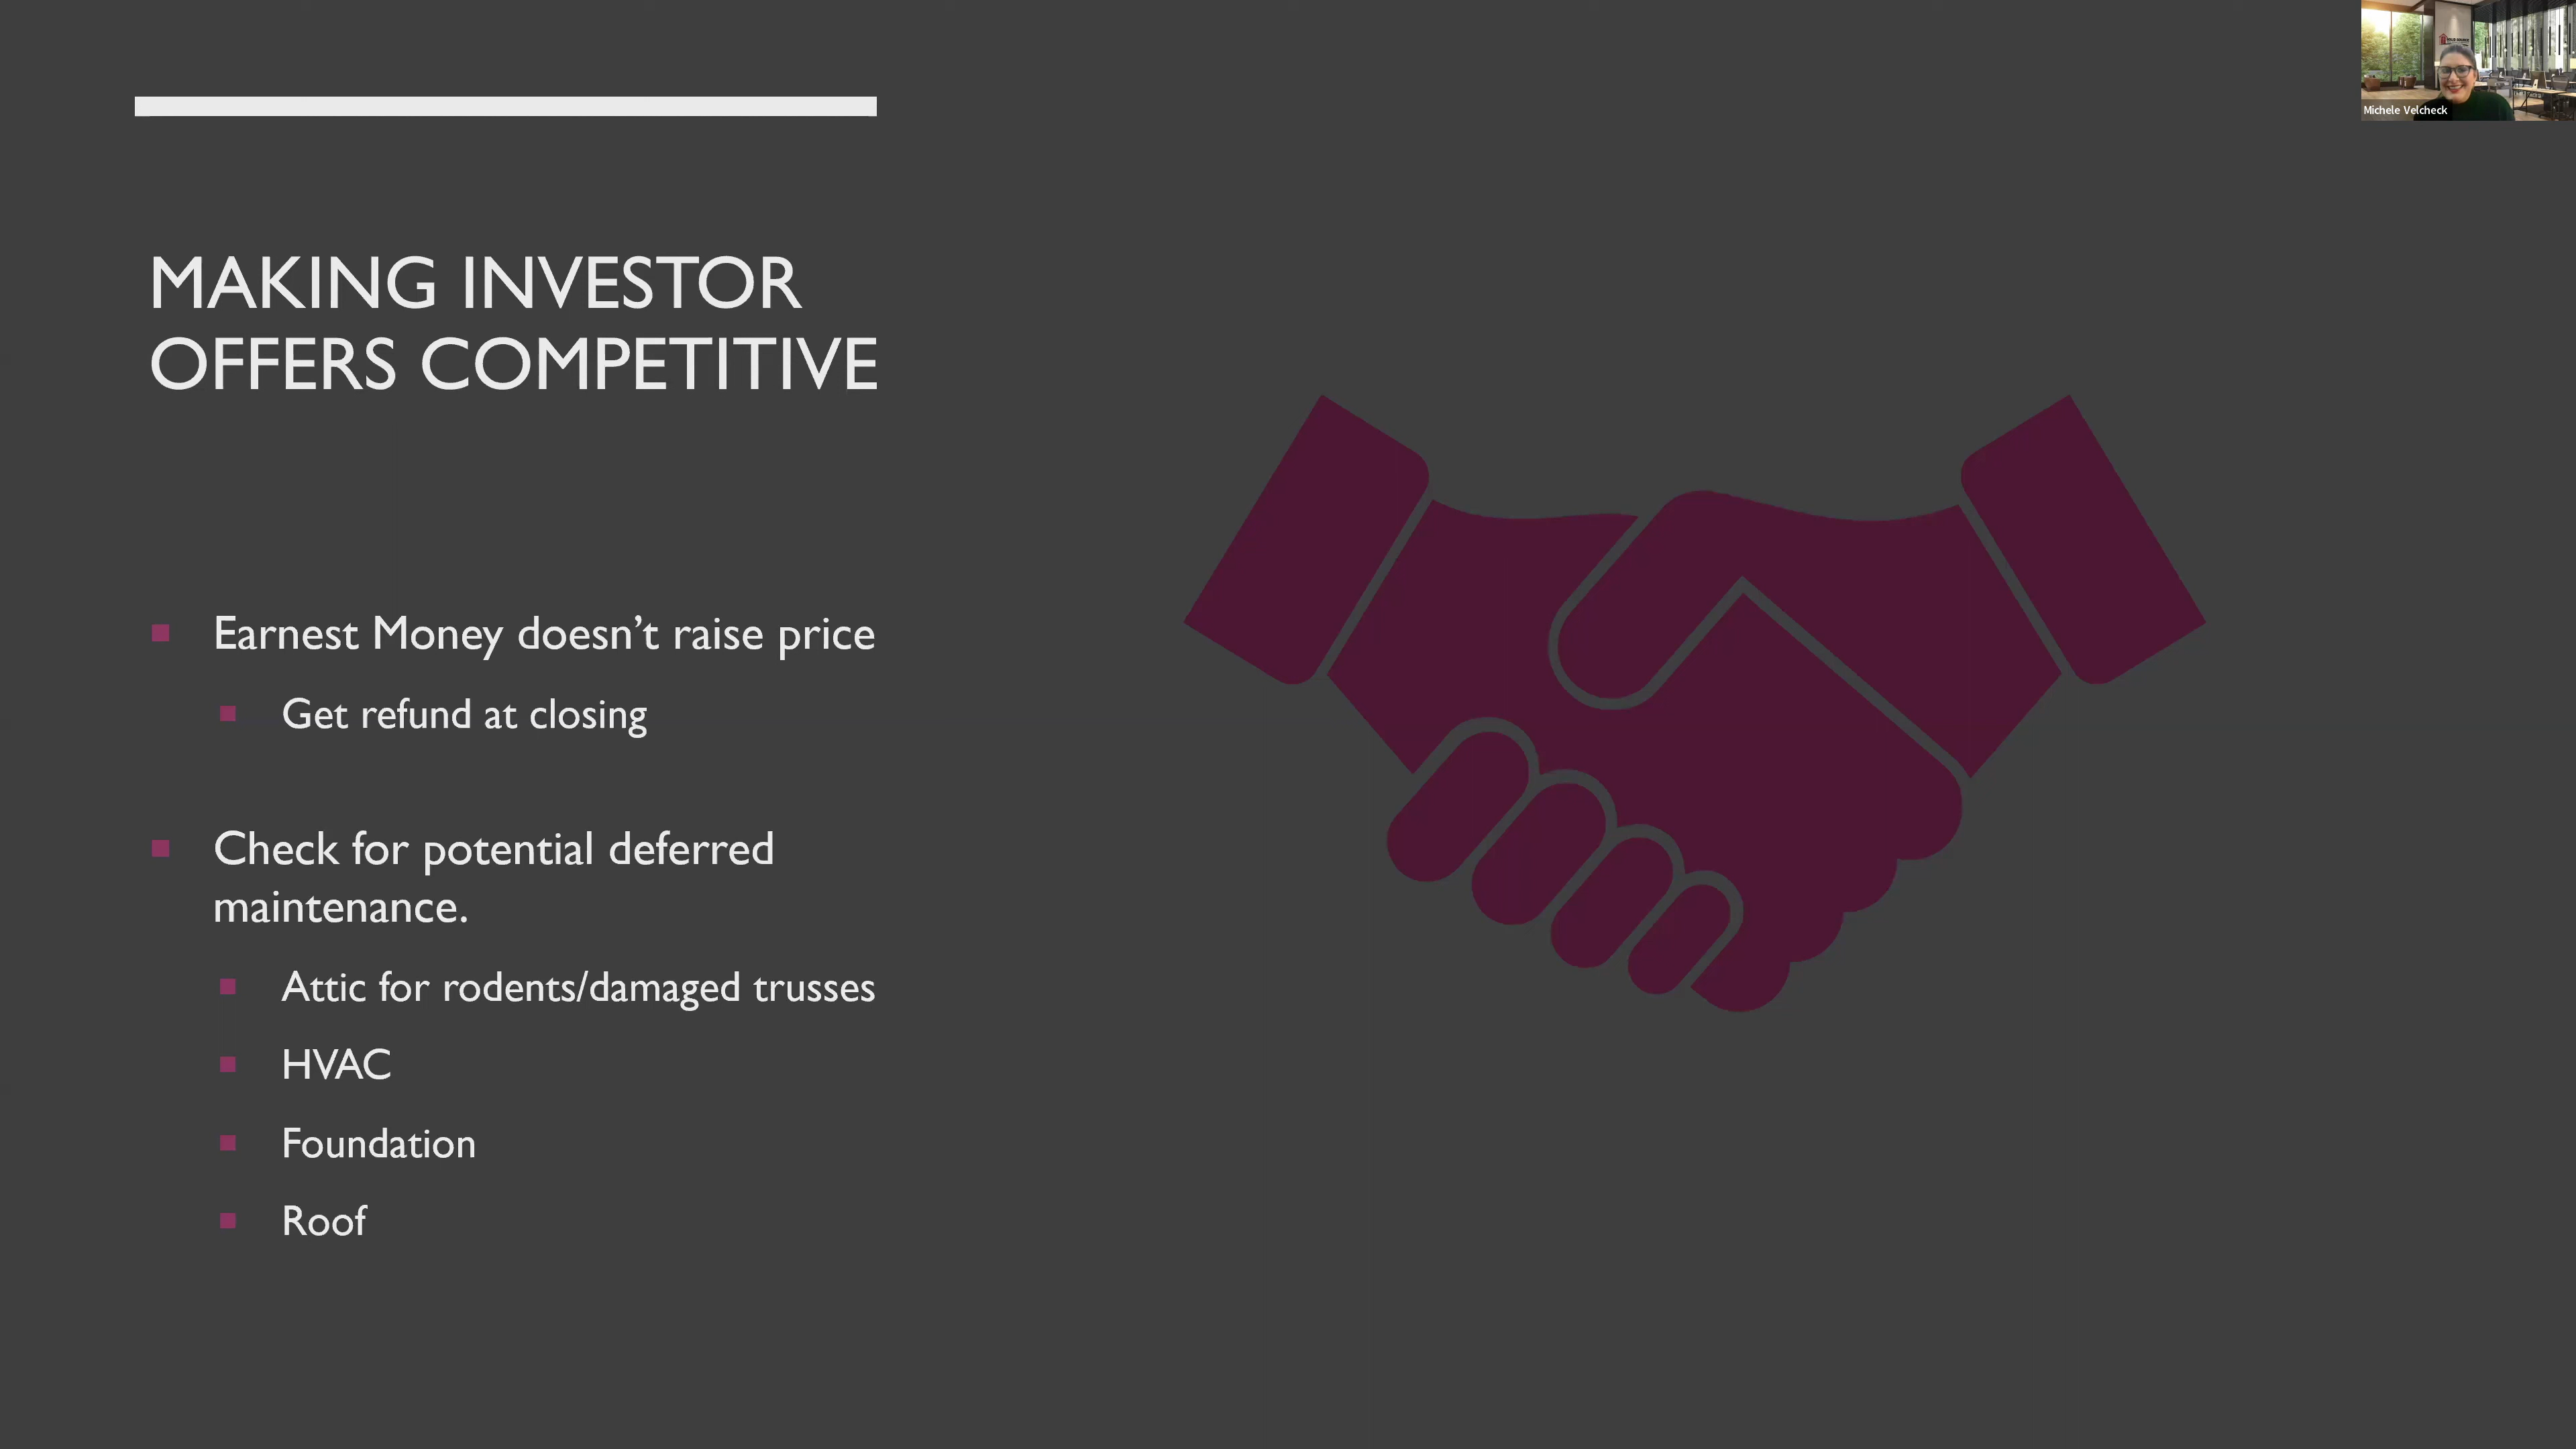 MAKING INVESTOR
OFFERS COMPETITIVE
Earnest Money doesn’t raise price
Get refund at closing
Check for potential deferred
maintenance.
Attic for rodents/damaged trusses
HVAC
Foundation
Roof
Michele Velcheck